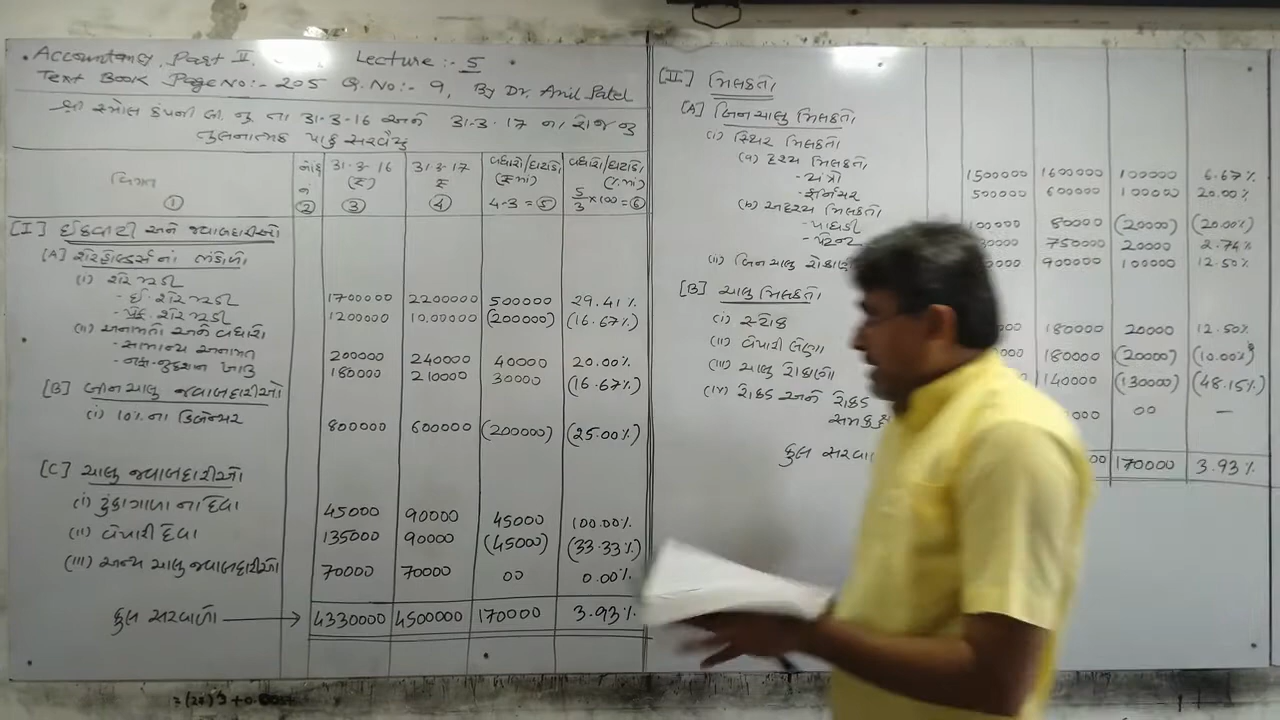 Accountancy, Part II. Lecture :- 5
Text Book Page No:- 205 Q.No:- 9, By Dr. Anil Patel
શ્રી સ્મોલ કંપની લી. નું તા 31-3-16 અને 31-3-17 ના રોજ નું
તુલનાત્મક પાકું સરવૈયું
વિગત ① નોંધ નં ② 31-3-16 (₹) ③ 31-3-17 ₹ ④ વધારો/ઘટાડો (₹માં) 4-3=⑤ વધારો/ઘટાડો (%માં) 5/3 ×100=⑥
[I] ઈક્વિટી અને જવાબદારીઓ
[A] શેરહોલ્ડર્સનાં ભંડોળો
(i) શેરમૂડી
- ઈ. શેરમૂડી 1700000 2200000 500000 29.41%
- પ્રેફ. શેરમૂડી 1200000 10,00000 (200000) (16.67%)
(ii) અનામતો અને વધારો
- સામાન્ય અનામત 200000 240000 40000 20.00%
- નફા-નુકશાન ખાતું 180000 210000 30000 (16.67%)
[B] બીન ચાલુ જવાબદારીઓ
(i) 10% ના ડિબેન્ચર 800000 600000 (200000) (25.00%)
[C] ચાલુ જવાબદારીઓ
(i) ટુંકાગાળા ના દેવા 45000 90000 45000 100.00%
(ii) વેપારી દેવા 135000 90000 (45000) (33.33%)
(iii) અન્ય ચાલુ જવાબદારીઓ 70000 70000 00 0.00%
કુલ સરવાળો → 4330000 4500000 170000 3.93%
[II] મિલકતો
[A] બિનચાલુ મિલકતો
(i) સ્થિર મિલકતો
(a) દ્રશ્ય મિલકતો
- યંત્રો 1500000 1600000 100000 6.67%
- ફર્નિચર 500000 600000 100000 20.00%
(b) અદ્રશ્ય મિલકતો
- પાઘડી 100000 80000 (20000) (20.00%)
- પેટન્ટ 750000 20000 2.74%
(ii) બિનચાલુ 900000 100000 12.50%
[B] ચાલુ મિલકતો
(i) સ્ટોક 180000 20000 12.50%
(ii) વેપારી લેણા 180000 (20000) (10.00%)
(iii) ચાલુ રોકાણો 140000 (130000) (48.15%)
(iv) રોકડ અને રોકડ 00 —
કુલ 170000 3.93%